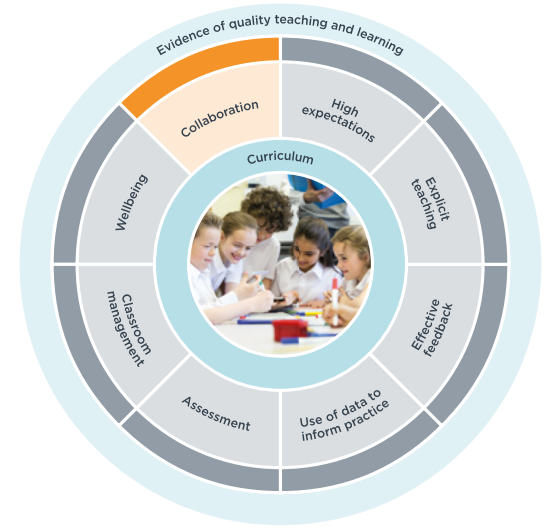 Evidence of quality teaching and learning
Collaboration
High
expectations
Explicit
teaching
Effective
feedback
Use of data to
inform practice
Assessment
Classroom
management
Wellbeing
Curriculum